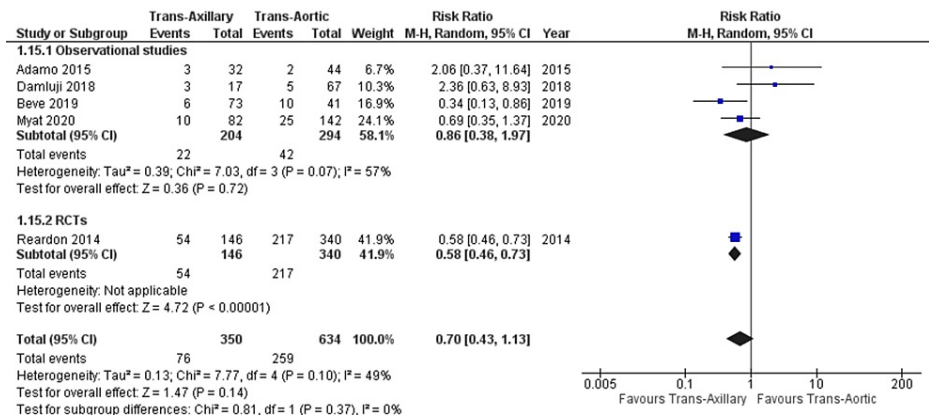 Trans-Axillary Trans-Aortic Risk Ratio Risk Ratio
Study or Subgroup Events Total Events Total Weight M-H, Random, 95% CI Year M-H, Random, 95% CI
1.15.1 Observational studies
Adamo 2015 3 32 2 44 6.7% 2.06 [0.37, 11.64] 2015
Damluji 2018 3 17 5 67 10.3% 2.36 [0.63, 8.93] 2018
Beve 2019 6 73 10 41 16.9% 0.34 [0.13, 0.86] 2019
Myat 2020 10 82 25 142 24.1% 0.69 [0.35, 1.37] 2020
Subtotal (95% CI) 204 294 58.1% 0.86 [0.38, 1.97]
Total events 22 42
Heterogeneity: Tau² = 0.39; Chi² = 7.03, df = 3 (P = 0.07); I² = 57%
Test for overall effect: Z = 0.36 (P = 0.72)
1.15.2 RCTs
Reardon 2014 54 146 217 340 41.9% 0.58 [0.46, 0.73] 2014
Subtotal (95% CI) 146 340 41.9% 0.58 [0.46, 0.73]
Total events 54 217
Heterogeneity: Not applicable
Test for overall effect: Z = 4.72 (P < 0.00001)
Total (95% CI) 350 634 100.0% 0.70 [0.43, 1.13]
Total events 76 259
Heterogeneity: Tau² = 0.13; Chi² = 7.77, df = 4 (P = 0.10); I² = 49%
Test for overall effect: Z = 1.47 (P = 0.14)
Test for subgroup differences: Chi² = 0.81, df = 1 (P = 0.37), I² = 0%
0.005 0.1 1 10 200
Favours Trans-Axillary Favours Trans-Aortic